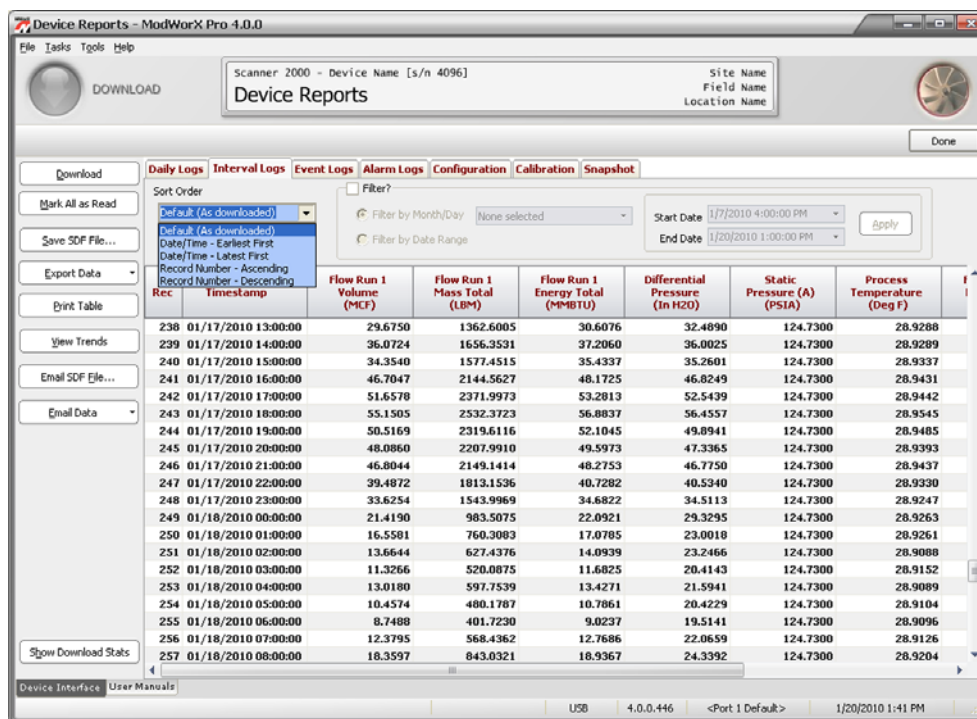 Device Reports - ModWorX Pro 4.0.0
File Tasks Tools Help
DOWNLOAD
Scanner 2000 - Device Name [s/n 4096]
Device Reports
Site Name
Field Name
Location Name
Done
Download
Mark All as Read
Save SDF File...
Export Data
Print Table
View Trends
Email SDF File...
Email Data
Show Download Stats
Daily Logs Interval Logs Event Logs Alarm Logs Configuration Calibration Snapshot
Sort Order
Default (As downloaded)
Default (As downloaded)
Date/Time - Earliest First
Date/Time - Latest First
Record Number - Ascending
Record Number - Descending
Filter?
Filter by Month/Day None selected
Filter by Date Range
Start Date 1/7/2010 4:00:00 PM
End Date 1/20/2010 1:00:00 PM
Apply
Rec Timestamp Flow Run 1 Volume (MCF) Flow Run 1 Mass Total (LBM) Flow Run 1 Energy Total (MMBTU) Differential Pressure (In H2O) Static Pressure (A) (PSIA) Process Temperature (Deg F)
238 01/17/2010 13:00:00 29.6750 1362.6005 30.6076 32.4890 124.7300 28.9288
239 01/17/2010 14:00:00 36.0724 1656.3531 37.2060 36.0025 124.7300 28.9289
240 01/17/2010 15:00:00 34.3540 1577.4515 35.4337 35.2601 124.7300 28.9337
241 01/17/2010 16:00:00 46.7047 2144.5627 48.1725 46.8249 124.7300 28.9431
242 01/17/2010 17:00:00 51.6578 2371.9973 53.2813 52.5439 124.7300 28.9442
243 01/17/2010 18:00:00 55.1505 2532.3723 56.8837 56.4557 124.7300 28.9545
244 01/17/2010 19:00:00 50.5169 2319.6116 52.1045 49.8941 124.7300 28.9485
245 01/17/2010 20:00:00 48.0860 2207.9910 49.5973 47.3365 124.7300 28.9393
246 01/17/2010 21:00:00 46.8044 2149.1414 48.2753 46.7750 124.7300 28.9437
247 01/17/2010 22:00:00 39.4872 1813.1536 40.7282 40.5340 124.7300 28.9330
248 01/17/2010 23:00:00 33.6254 1543.9969 34.6822 34.5113 124.7300 28.9247
249 01/18/2010 00:00:00 21.4190 983.5075 22.0921 29.3295 124.7300 28.9263
250 01/18/2010 01:00:00 16.5581 760.3083 17.0785 23.0018 124.7300 28.9261
251 01/18/2010 02:00:00 13.6644 627.4376 14.0939 23.2466 124.7300 28.9088
252 01/18/2010 03:00:00 11.3266 520.0875 11.6825 20.4143 124.7300 28.9152
253 01/18/2010 04:00:00 13.0180 597.7539 13.4271 21.5941 124.7300 28.9089
254 01/18/2010 05:00:00 10.4574 480.1787 10.7861 20.4229 124.7300 28.9104
255 01/18/2010 06:00:00 8.7488 401.7230 9.0237 19.5141 124.7300 28.9096
256 01/18/2010 07:00:00 12.3795 568.4362 12.7686 22.0659 124.7300 28.9126
257 01/18/2010 08:00:00 18.3597 843.0321 18.9367 24.3392 124.7300 28.9204
Device Interface User Manuals
USB 4.0.0.446 <Port 1 Default> 1/20/2010 1:41 PM